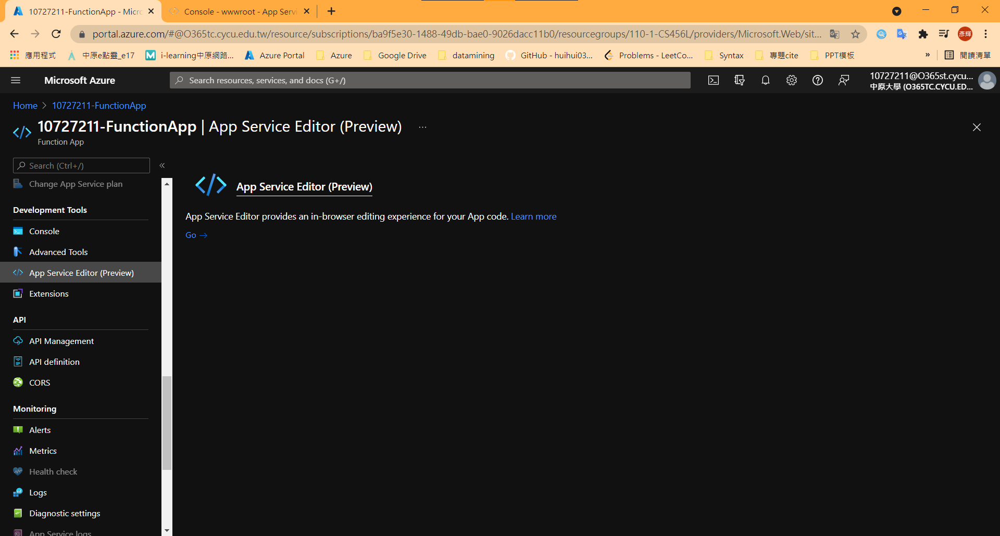 10727211-FunctionApp - Micro
Console - wwwroot - App Servi
portal.azure.com/#@O365tc.cycu.edu.tw/resource/subscriptions/ba9f5e30-1488-49db-bae0-9026dacc11b0/resourcegroups/110-1-CS456L/providers/Microsoft.Web/sit...
彥輝
應用程式
中原e點靈_e17
i-learning中原網路...
Azure Portal
Azure
Google Drive
datamining
GitHub - huihui03...
Problems - LeetCo...
Syntax
專題cite
PPT模板
»
閱讀清單
Microsoft Azure
Search resources, services, and docs (G+/)
10727211@O365st.cycu...
中原大學 (O365TC.CYCU.ED...
Home > 10727211-FunctionApp
10727211-FunctionApp | App Service Editor (Preview) ...
Function App
Search (Ctrl+/)
«
Change App Service plan
Development Tools
Console
Advanced Tools
App Service Editor (Preview)
Extensions
API
API Management
API definition
CORS
Monitoring
Alerts
Metrics
Health check
Logs
Diagnostic settings
App Service logs
App Service Editor (Preview)
App Service Editor provides an in-browser editing experience for your App code. Learn more
Go →